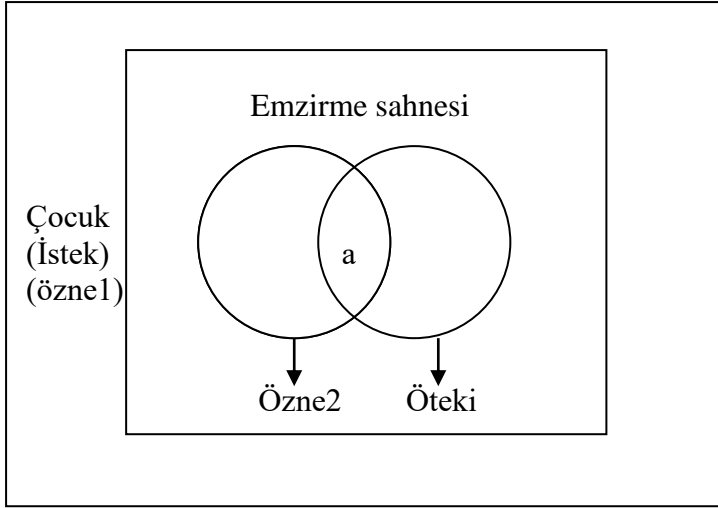 Emzirme sahnesi
Çocuk
(İstek)
(özne1)
a
Özne2 Öteki